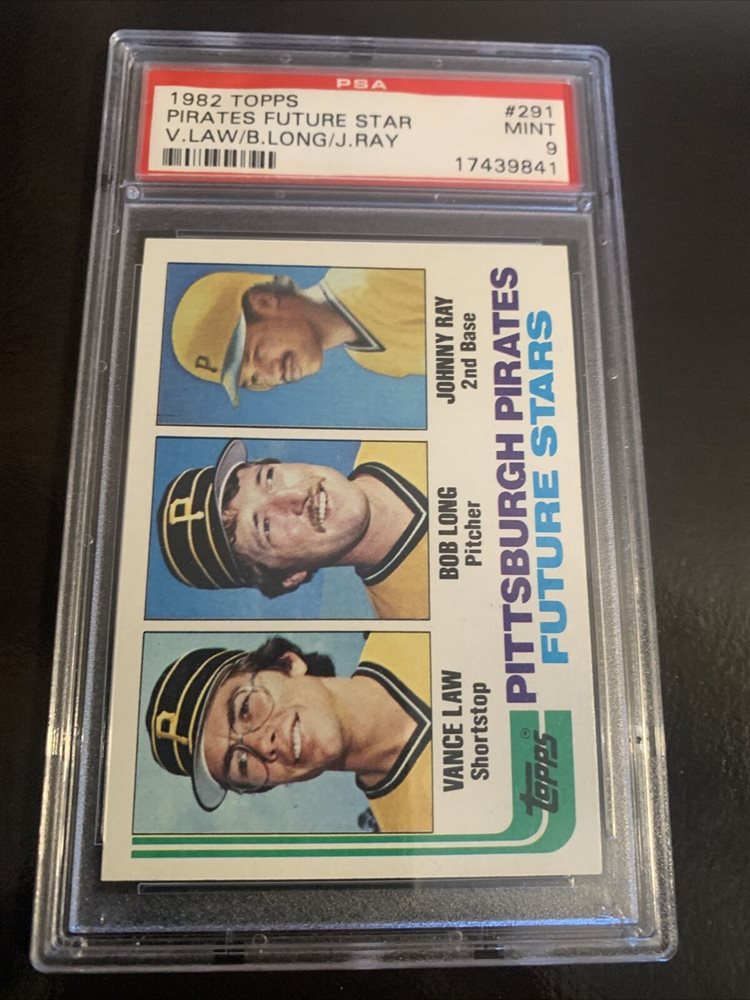 PSA
1982 TOPPS #291
PIRATES FUTURE STAR MINT
V.LAW/B.LONG/J.RAY 9
17439841
P
P
P
VANCE LAW
Shortstop
BOB LONG
Pitcher
JOHNNY RAY
2nd Base
topps®
PITTSBURGH PIRATES
FUTURE STARS